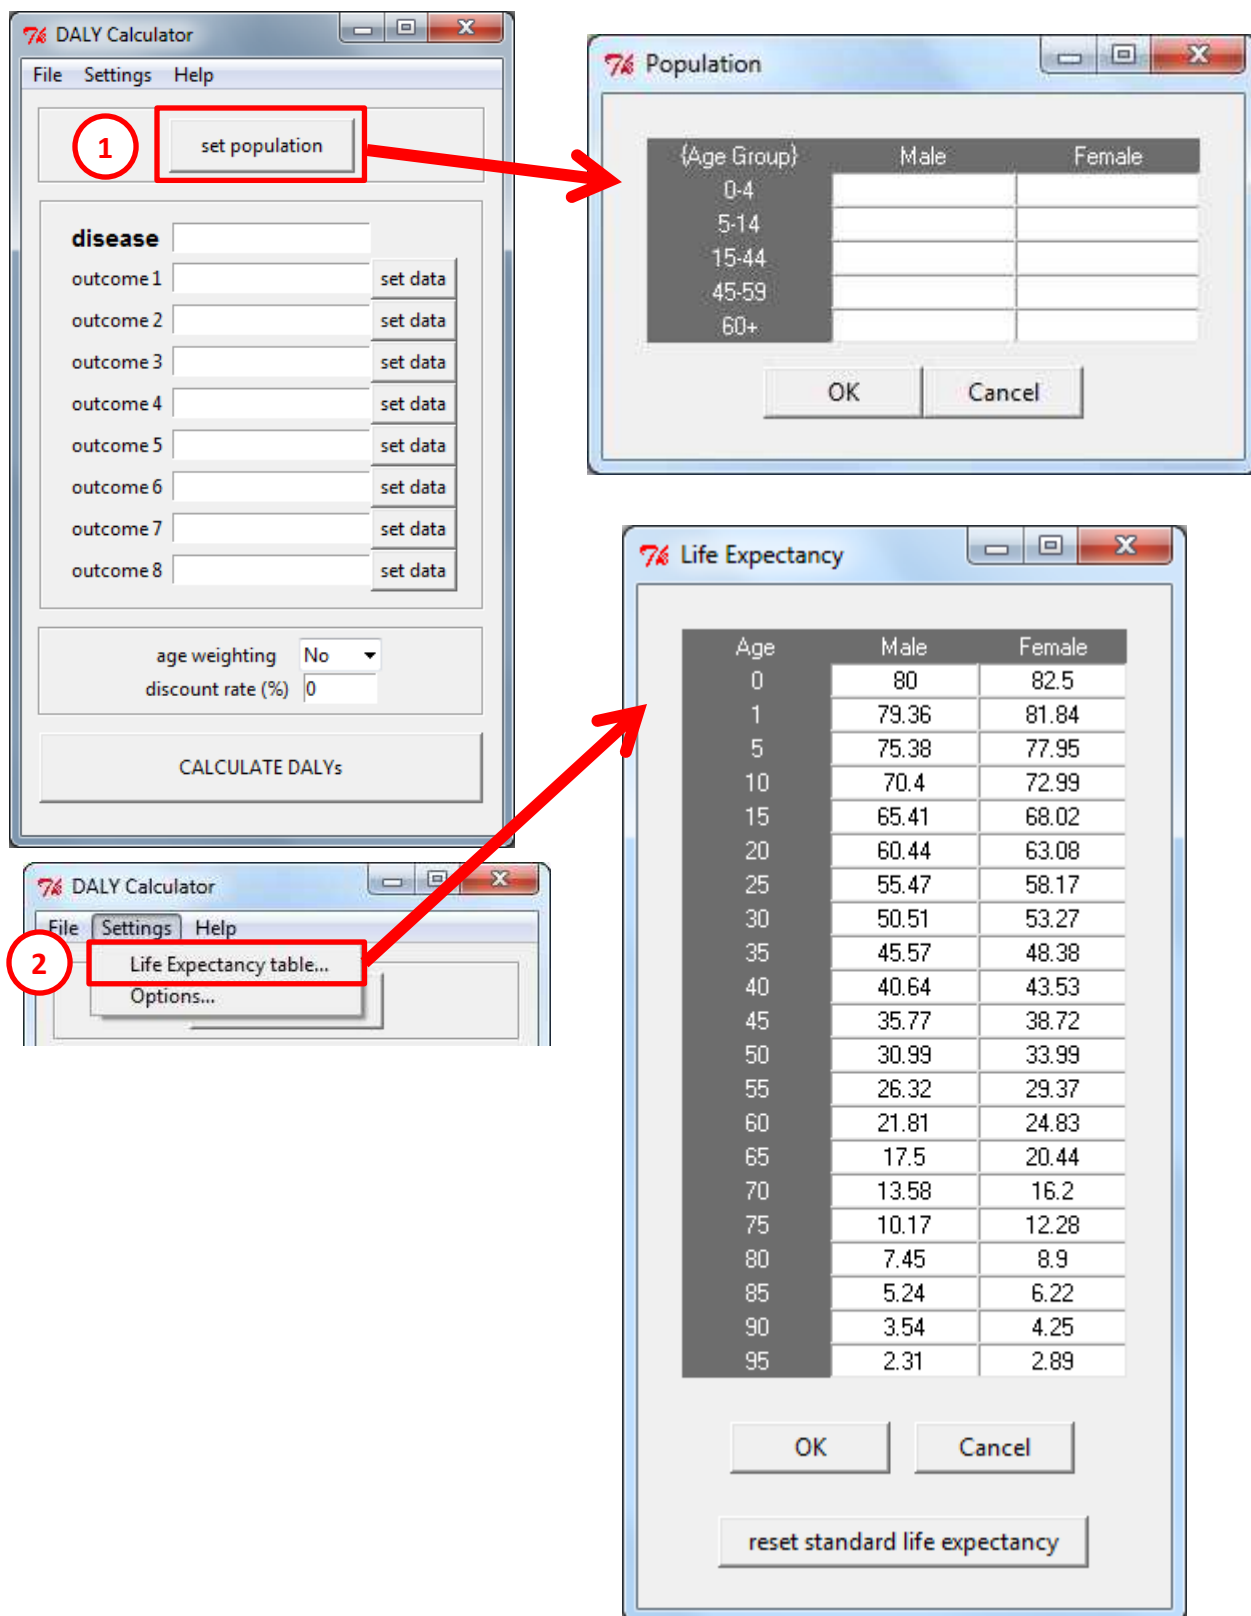 DALY Calculator
File Settings Help
1
set population
disease
outcome 1 set data
outcome 2 set data
outcome 3 set data
outcome 4 set data
outcome 5 set data
outcome 6 set data
outcome 7 set data
outcome 8 set data
age weighting No
discount rate (%) 0
CALCULATE DALYs
Population
{Age Group} Male Female
0-4
5-14
15-44
45-59
60+
OK Cancel
DALY Calculator
File Settings Help
2
Life Expectancy table...
Options...
Life Expectancy
Age Male Female
0 80 82.5
1 79.36 81.84
5 75.38 77.95
10 70.4 72.99
15 65.41 68.02
20 60.44 63.08
25 55.47 58.17
30 50.51 53.27
35 45.57 48.38
40 40.64 43.53
45 35.77 38.72
50 30.99 33.99
55 26.32 29.37
60 21.81 24.83
65 17.5 20.44
70 13.58 16.2
75 10.17 12.28
80 7.45 8.9
85 5.24 6.22
90 3.54 4.25
95 2.31 2.89
OK Cancel
reset standard life expectancy